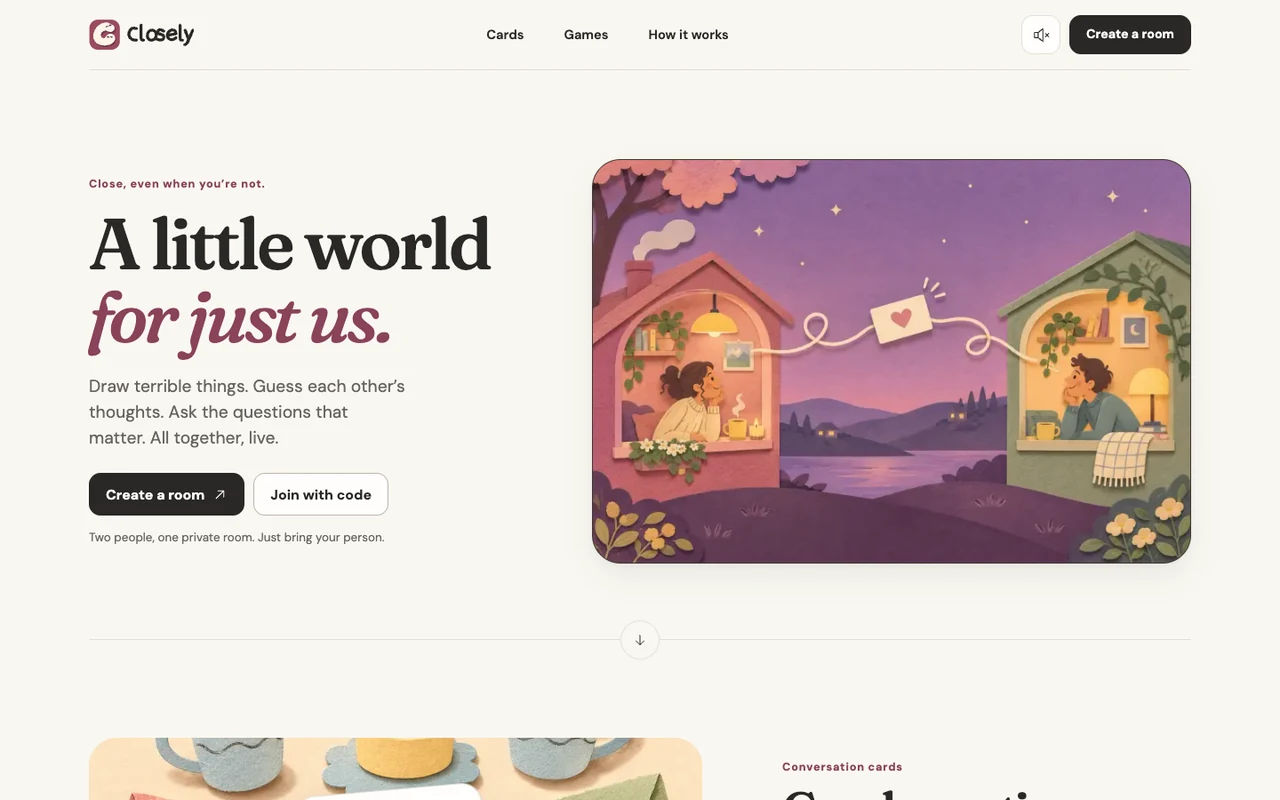 Closely
Cards
Games
How it works
Create a room
Close, even when you’re not.
A little world
for just us.
Draw terrible things. Guess each other’s
thoughts. Ask the questions that
matter. All together, live.
Create a room
Join with code
Two people, one private room. Just bring your person.
Conversation cards